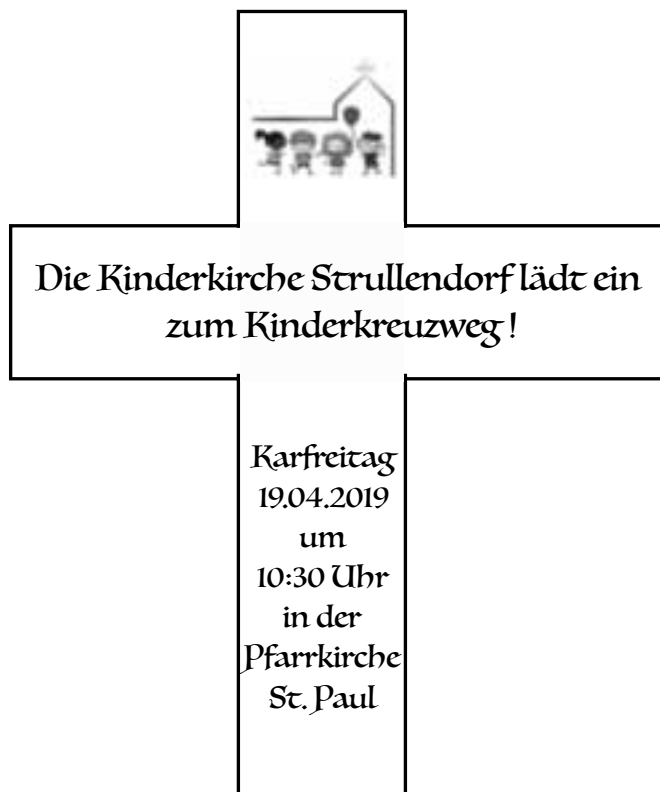 Die Kinderkirche Strullendorf lädt ein
zum Kinderkreuzweg !
Karfreitag
19.04.2019
um
10:30 Uhr
in der
Pfarrkirche
St. Paul